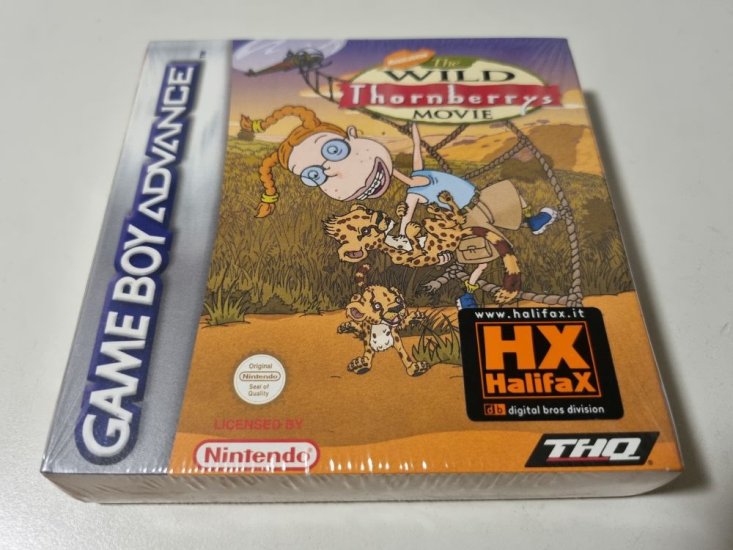 GAME BOY ADVANCE
Nickelodeon
The
WILD
Thornberrys
MOVIE
www.halifax.it
HX
HalifaX
db digital bros division
Original
Nintendo
Seal of
Quality
LICENSED BY
Nintendo
THQ